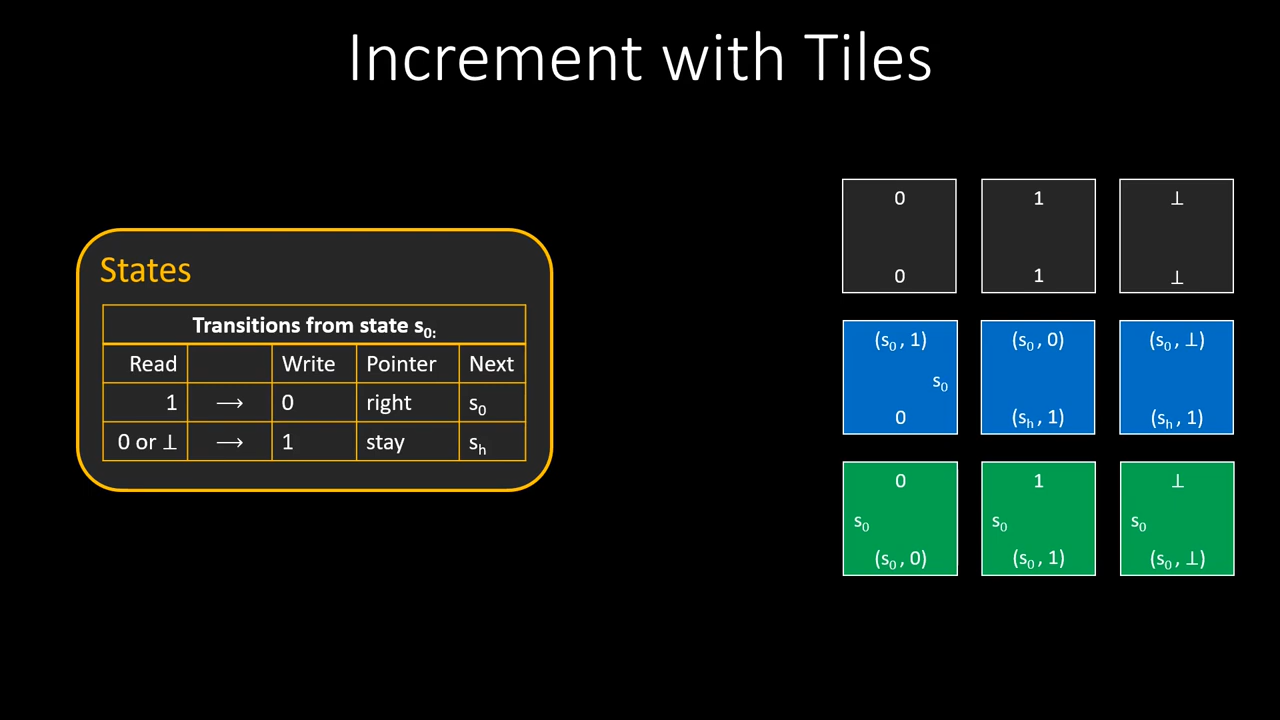 Increment with Tiles
States
Transitions from state s₀:
Read Write Pointer Next
1 ⟶ 0 right s₀
0 or ⊥ ⟶ 1 stay sₕ
0 1 ⊥
0 1 ⊥
(s₀ , 1) (s₀ , 0) (s₀ , ⊥)
s₀
0 (sₕ , 1) (sₕ , 1)
0 1 ⊥
s₀ s₀ s₀
(s₀ , 0) (s₀ , 1) (s₀ , ⊥)